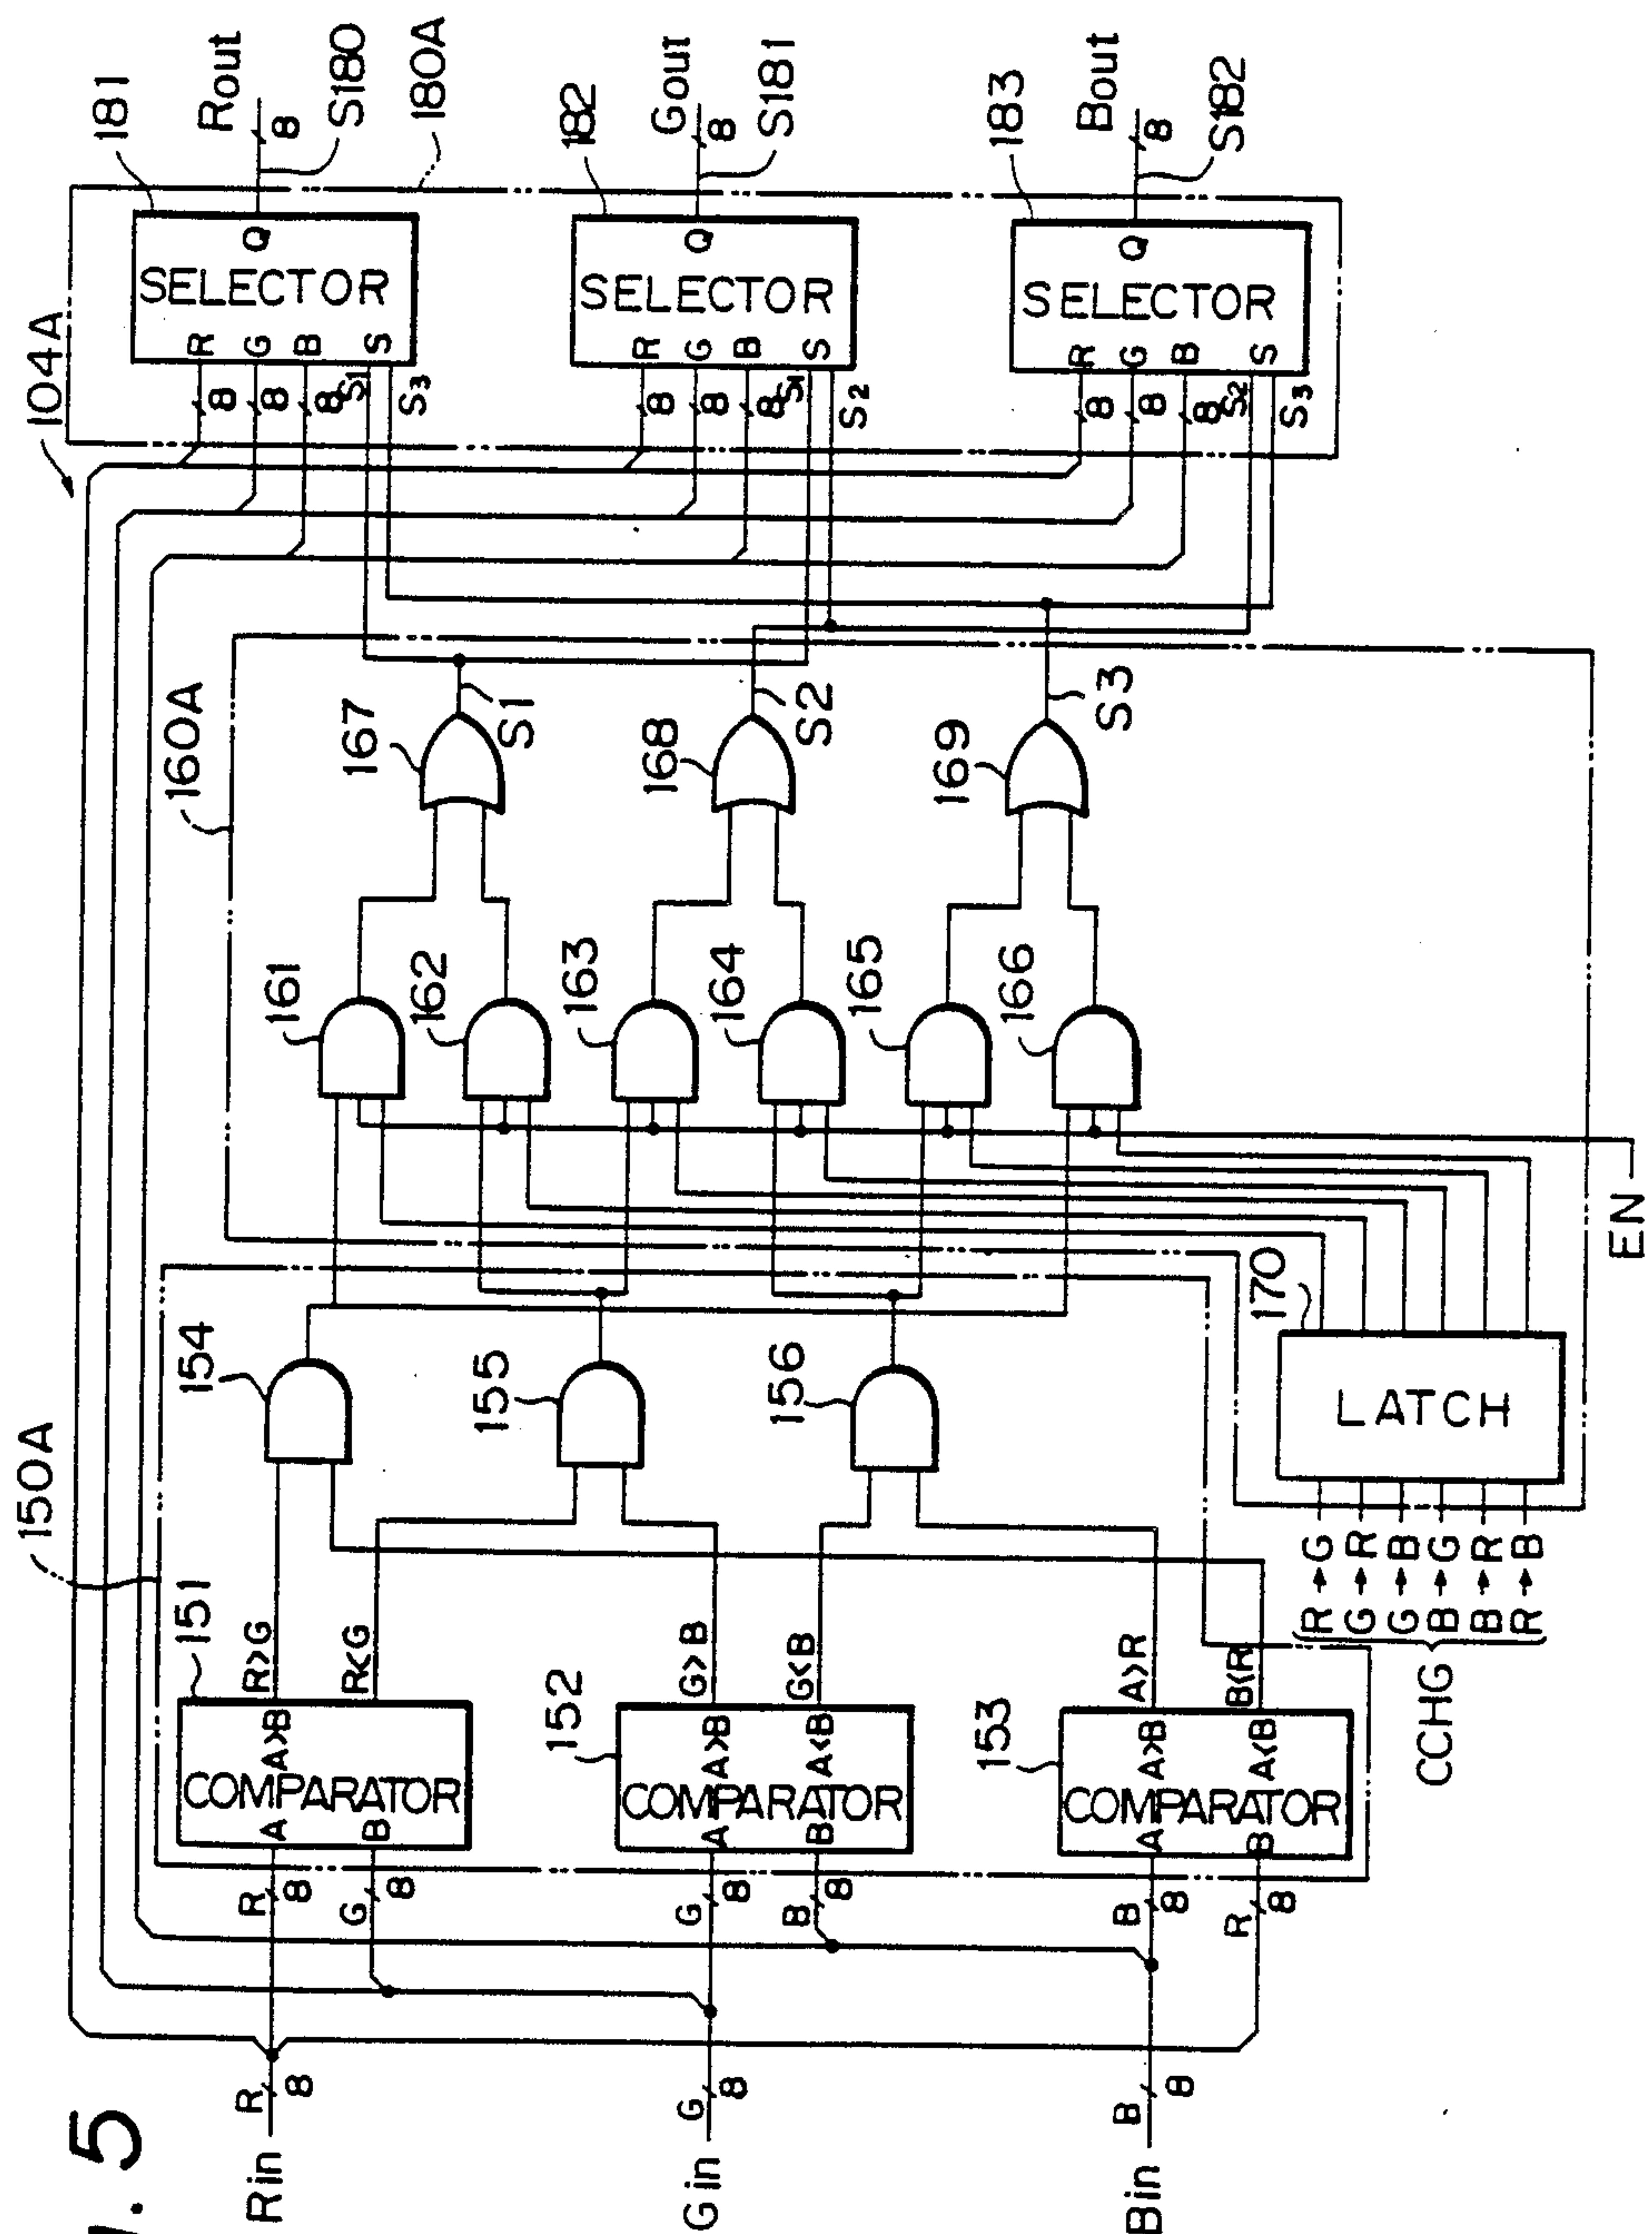 FIG. 5
Rin
R
8
Gin
G
8
Bin
B
8
150A
R
8
G
8
151
COMPARATOR
A
B
A>B
R>G
R<G
G
8
B
8
152
COMPARATOR
A
B
A>B
A<B
G>B
G<B
B
8
R
8
153
COMPARATOR
A
B
A>B
A<B
A>R
B<R
154
155
156
CCHG
R→G
G→R
G→B
B→G
B→R
R→B
LATCH
170
EN
160A
161
162
163
164
165
166
167
S1
168
S2
169
S3
104A
180A
181
SELECTOR
R
G
B
S
Q
8
8
8
S1
S3
Rout
8
S180
182
SELECTOR
R
G
B
S
Q
8
8
8
S1
S2
Gout
8
S181
183
SELECTOR
R
G
B
S
Q
8
8
8
S2
S3
Bout
8
S182